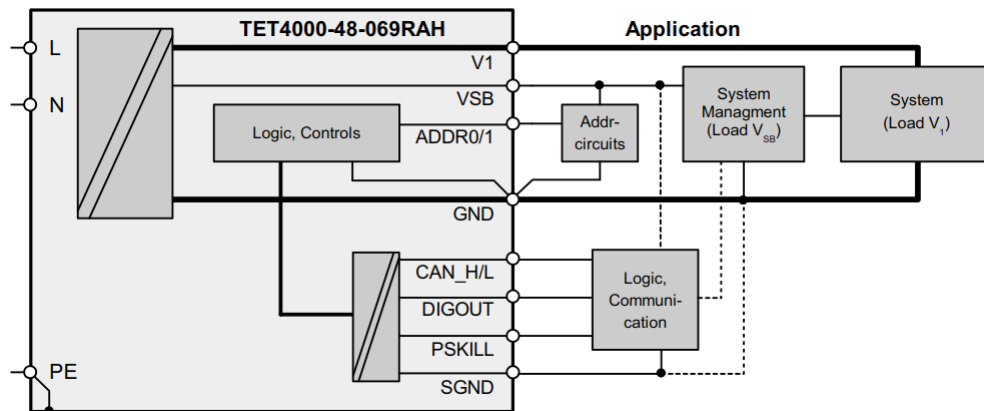 TET4000-48-069RAH
Application
L
N
PE
V1
VSB
ADDR0/1
GND
CAN_H/L
DIGOUT
PSKILL
SGND
Logic, Controls
Addr-
circuits
System
Managment
(Load VSB)
System
(Load V1)
Logic,
Communi-
cation